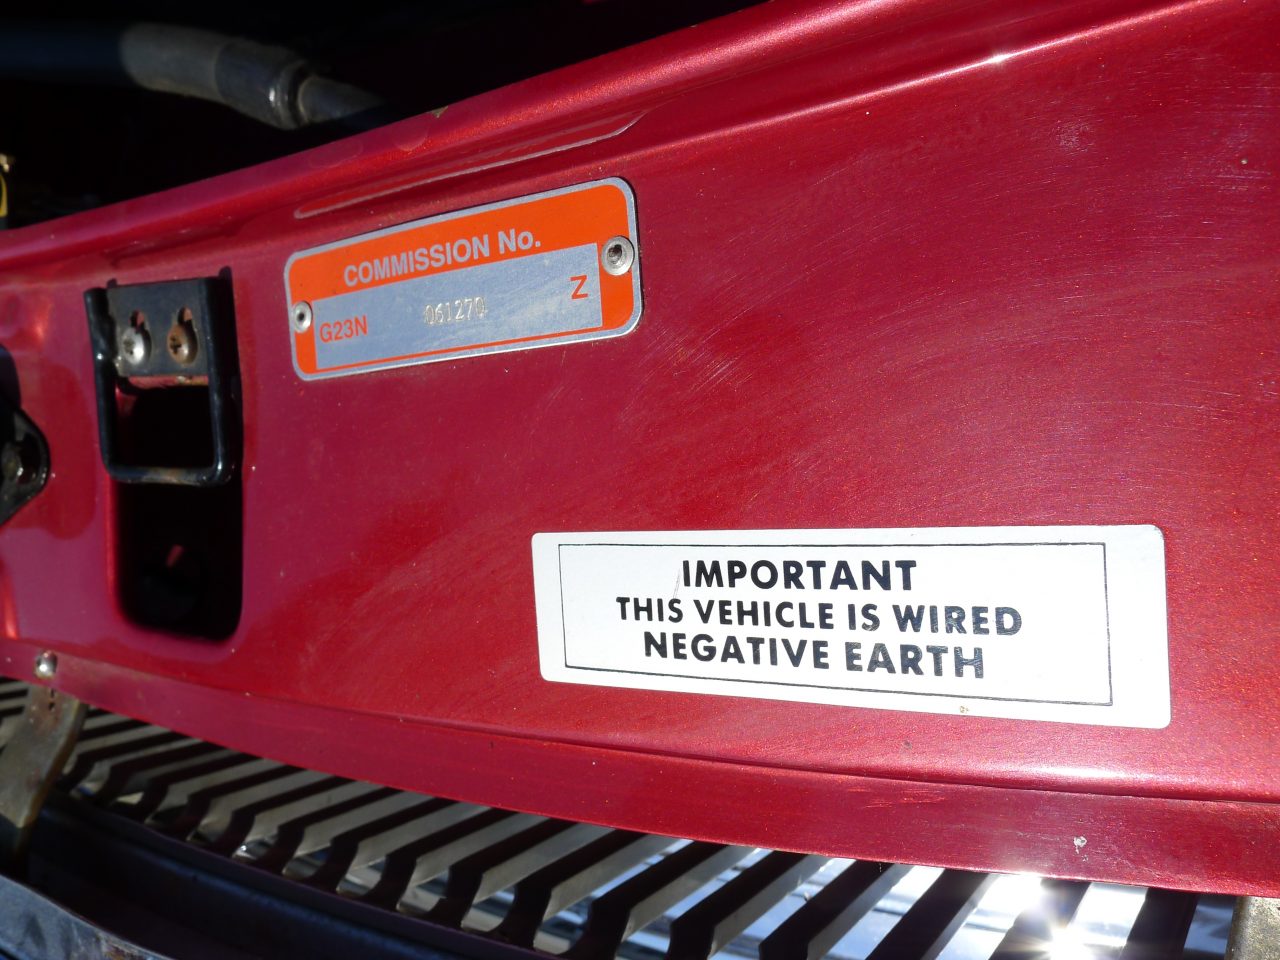 COMMISSION No.
G23N 061270 Z
IMPORTANT
THIS VEHICLE IS WIRED
NEGATIVE EARTH